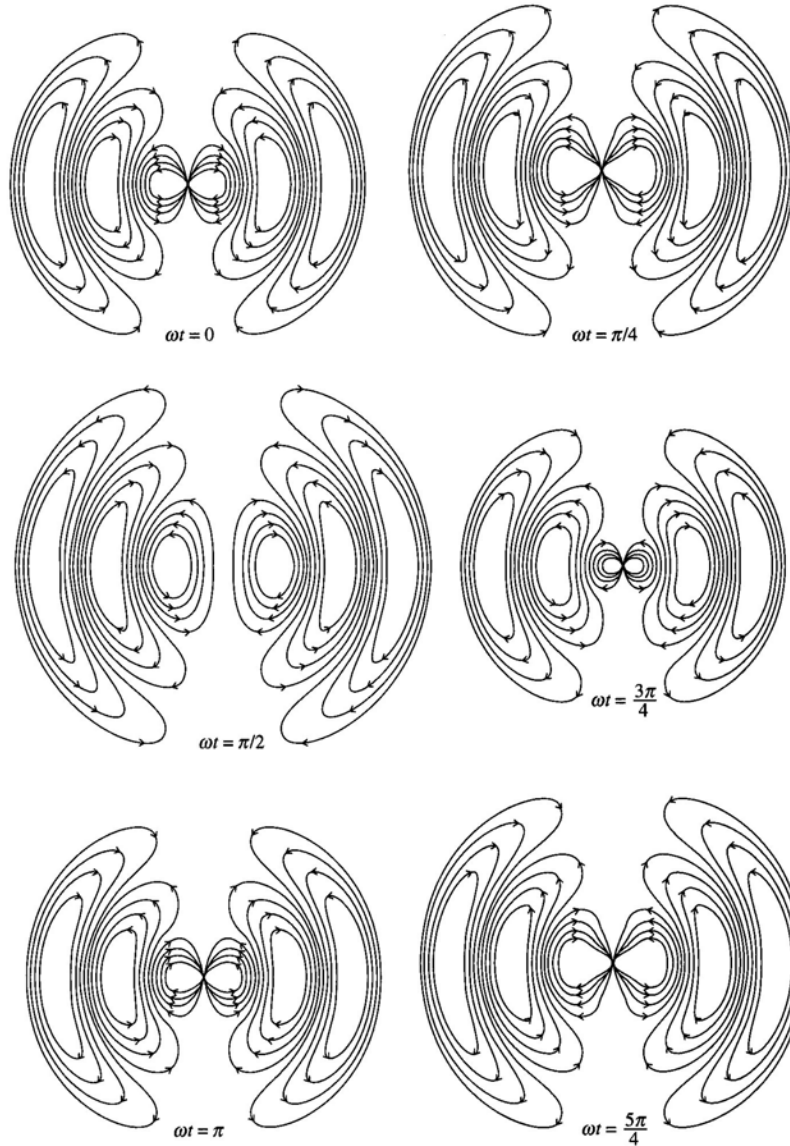 ωt = 0
ωt = π/4
ωt = π/2
ωt = 3π/4
ωt = π
ωt = 5π/4